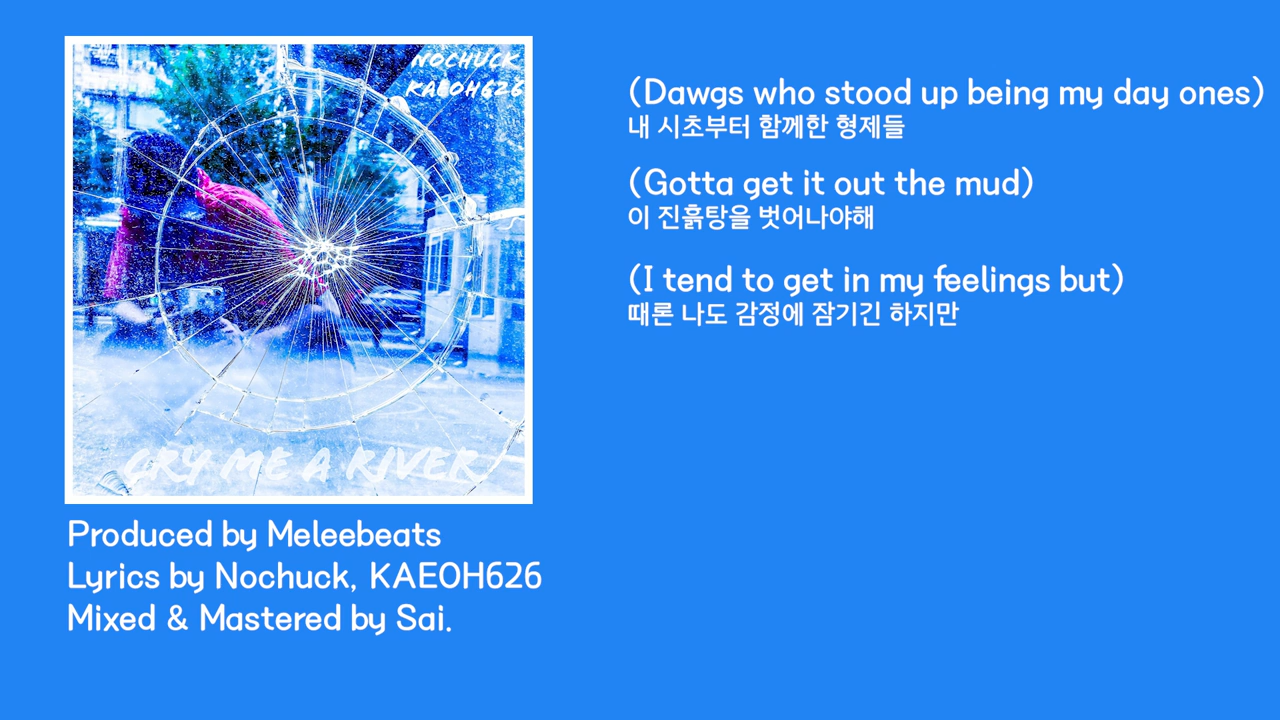 NOCHUCK
KAEOH626
CRY ME A RIVER
Produced by Meleebeats
Lyrics by Nochuck, KAEOH626
Mixed & Mastered by Sai.
(Dawgs who stood up being my day ones)
내 시초부터 함께한 형제들
(Gotta get it out the mud)
이 진흙탕을 벗어나야해
(I tend to get in my feelings but)
때론 나도 감정에 잠기긴 하지만